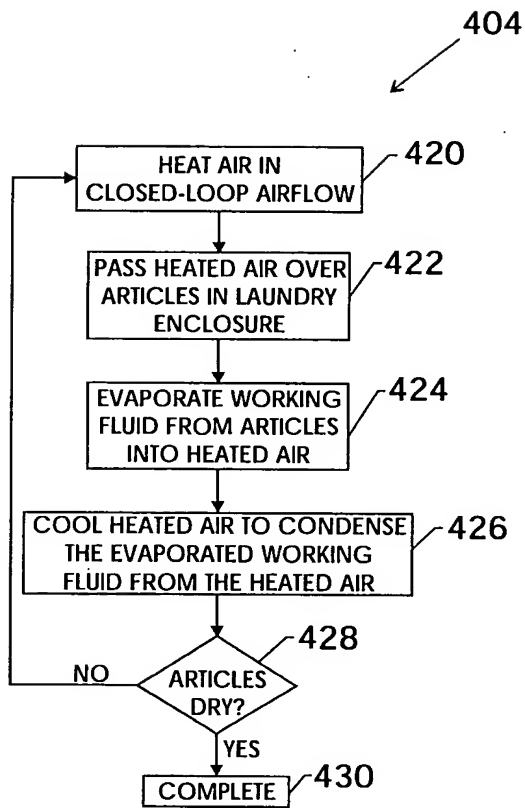 404
HEAT AIR IN
CLOSED-LOOP AIRFLOW
420
PASS HEATED AIR OVER
ARTICLES IN LAUNDRY
ENCLOSURE
422
EVAPORATE WORKING
FLUID FROM ARTICLES
INTO HEATED AIR
424
COOL HEATED AIR TO CONDENSE
THE EVAPORATED WORKING
FLUID FROM THE HEATED AIR
426
428
ARTICLES
DRY?
NO
YES
COMPLETE
430